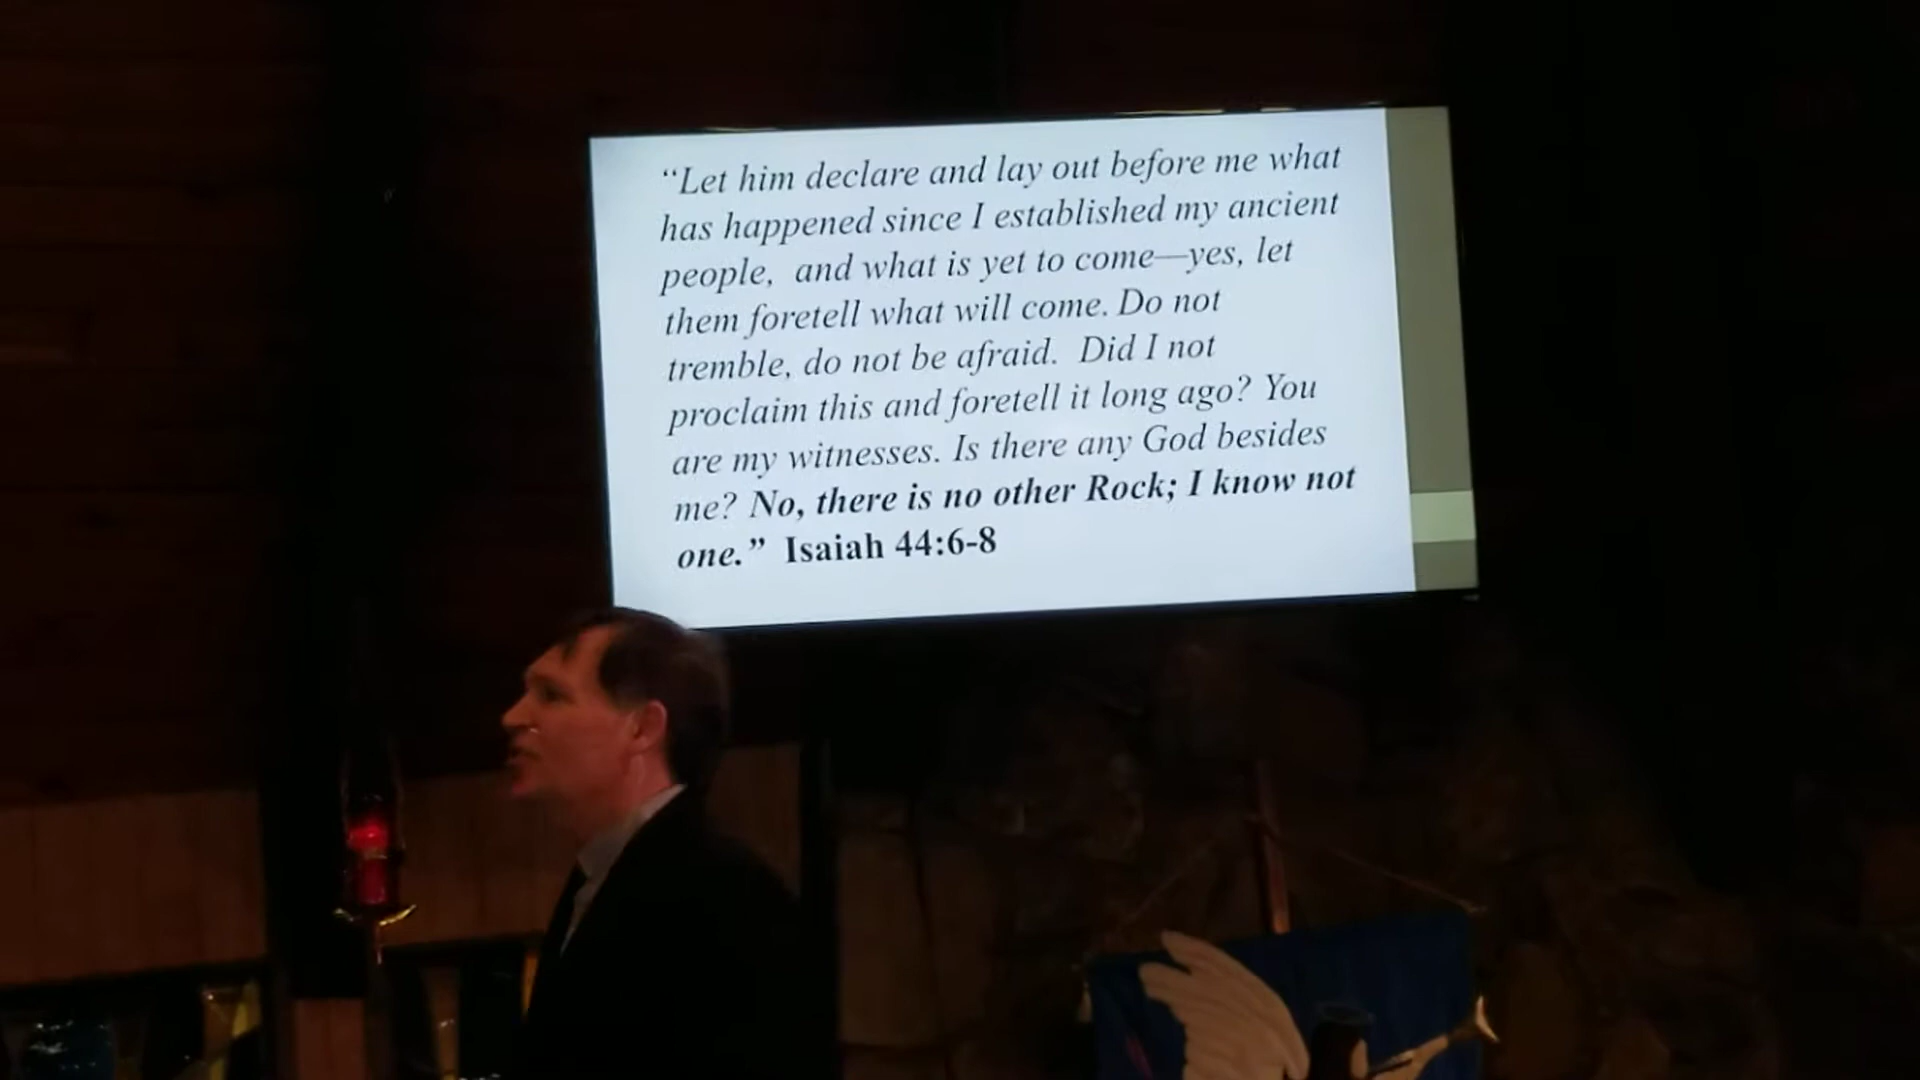 “Let him declare and lay out before me what
has happened since I established my ancient
people, and what is yet to come—yes, let
them foretell what will come. Do not
tremble, do not be afraid. Did I not
proclaim this and foretell it long ago? You
are my witnesses. Is there any God besides
me? No, there is no other Rock; I know not
one.” Isaiah 44:6-8